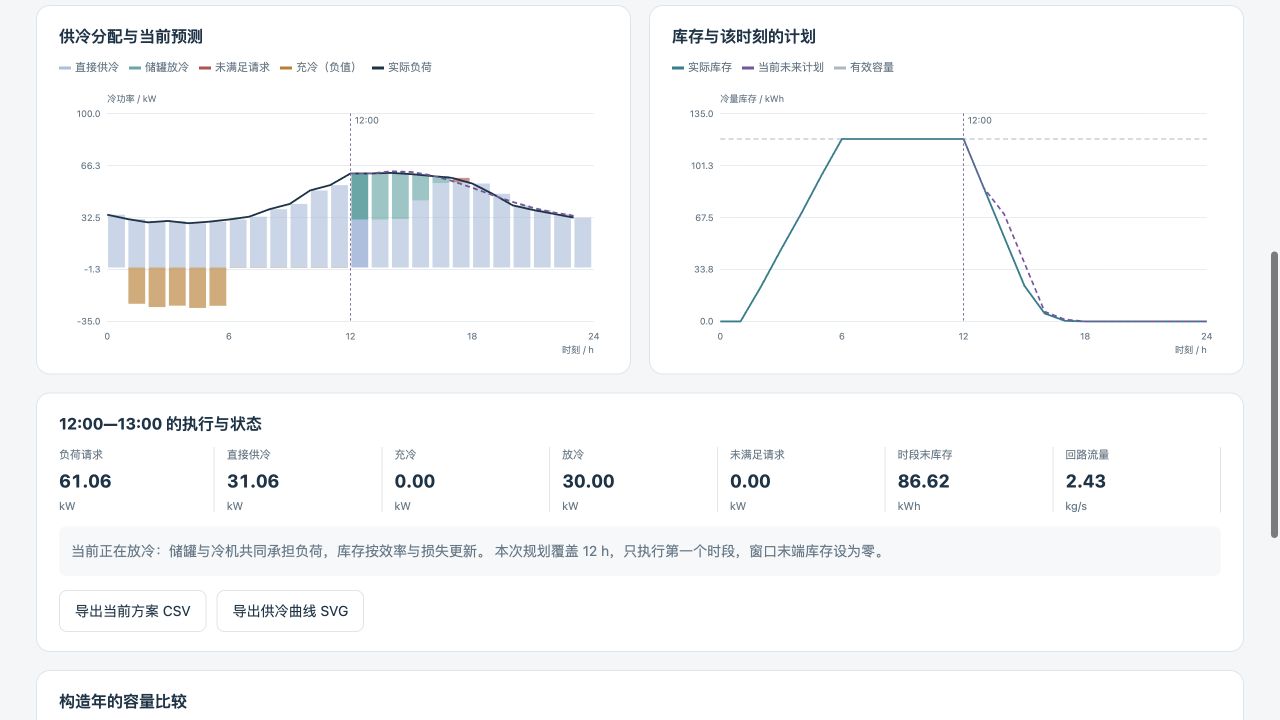 供冷分配与当前预测
直接供冷 储罐放冷 未满足请求 充冷（负值） 实际负荷
冷功率 / kW
100.0
66.3
32.5
-1.3
-35.0
12:00
0 6 12 18 24
时刻 / h
库存与该时刻的计划
实际库存 当前未来计划 有效容量
冷量库存 / kWh
135.0
101.3
67.5
33.8
0.0
12:00
0 6 12 18 24
时刻 / h
12:00—13:00 的执行与状态
负荷请求 直接供冷 充冷 放冷 未满足请求 时段末库存 回路流量
61.06 31.06 0.00 30.00 0.00 86.62 2.43
kW kW kW kW kW kWh kg/s
当前正在放冷：储罐与冷机共同承担负荷，库存按效率与损失更新。 本次规划覆盖 12 h，只执行第一个时段，窗口末端库存设为零。
导出当前方案 CSV 导出供冷曲线 SVG
构造年的容量比较